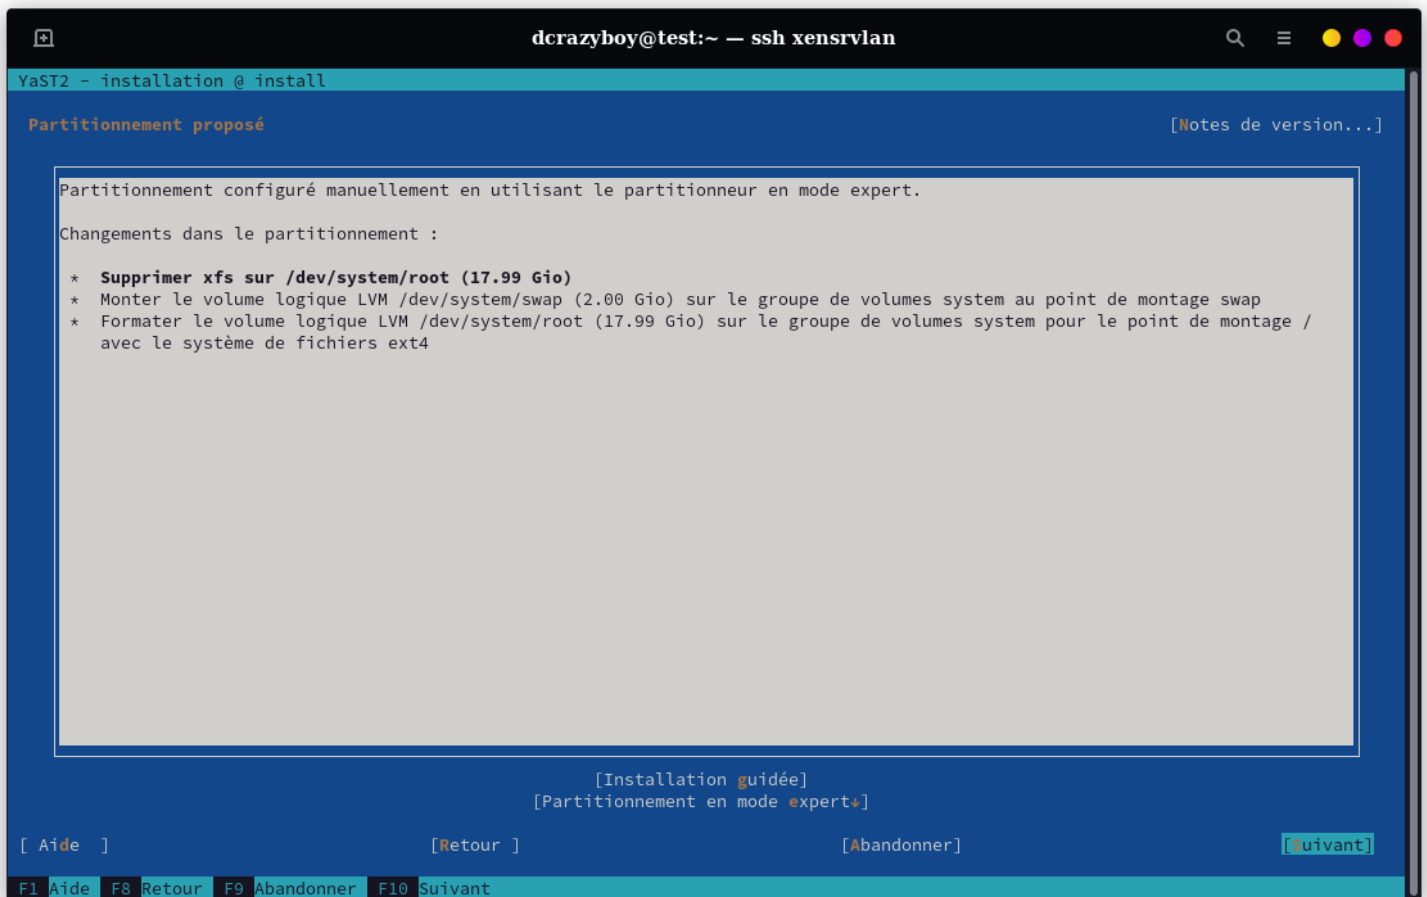 dcrazyboy@test:~ — ssh xensrvlan
YaST2 - installation @ install
Partitionnement proposé
[Notes de version...]
Partitionnement configuré manuellement en utilisant le partitionneur en mode expert.
Changements dans le partitionnement :
* Supprimer xfs sur /dev/system/root (17.99 Gio)
* Monter le volume logique LVM /dev/system/swap (2.00 Gio) sur le groupe de volumes system au point de montage swap
* Formater le volume logique LVM /dev/system/root (17.99 Gio) sur le groupe de volumes system pour le point de montage /
avec le système de fichiers ext4
[Installation guidée]
[Partitionnement en mode expert↓]
[ Aide ] [Retour ] [Abandonner] [Suivant]
F1 Aide F8 Retour F9 Abandonner F10 Suivant